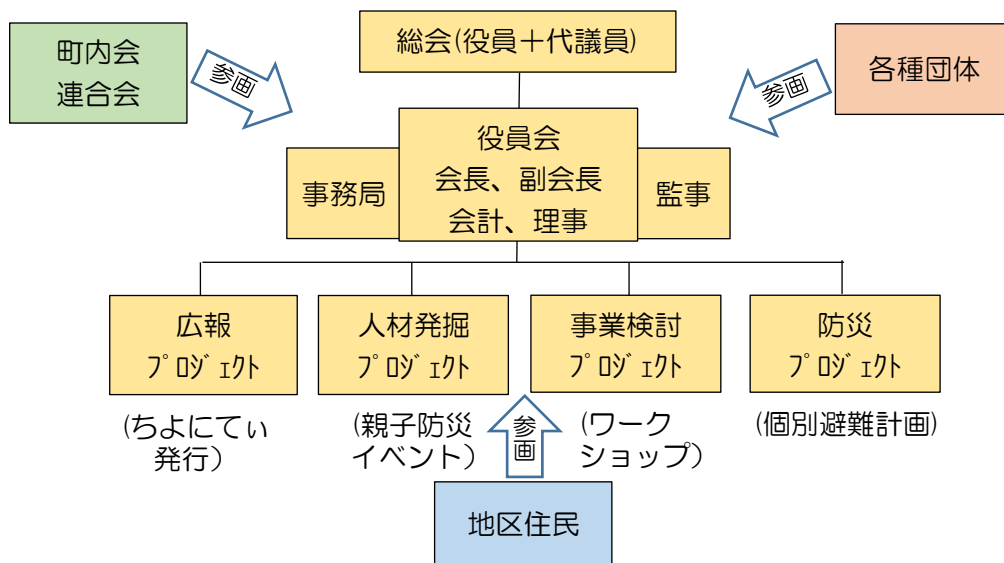 町内会
連合会
参画
総会(役員＋代議員)
参画
各種団体
事務局
役員会
会長、副会長
会計、理事
監事
広報
ﾌﾟﾛｼﾞｪｸﾄ
人材発掘
ﾌﾟﾛｼﾞｪｸﾄ
事業検討
ﾌﾟﾛｼﾞｪｸﾄ
防災
ﾌﾟﾛｼﾞｪｸﾄ
(ちよにてぃ
発行)
(親子防災
イベント)
参画
(ワーク
ショップ)
(個別避難計画)
地区住民